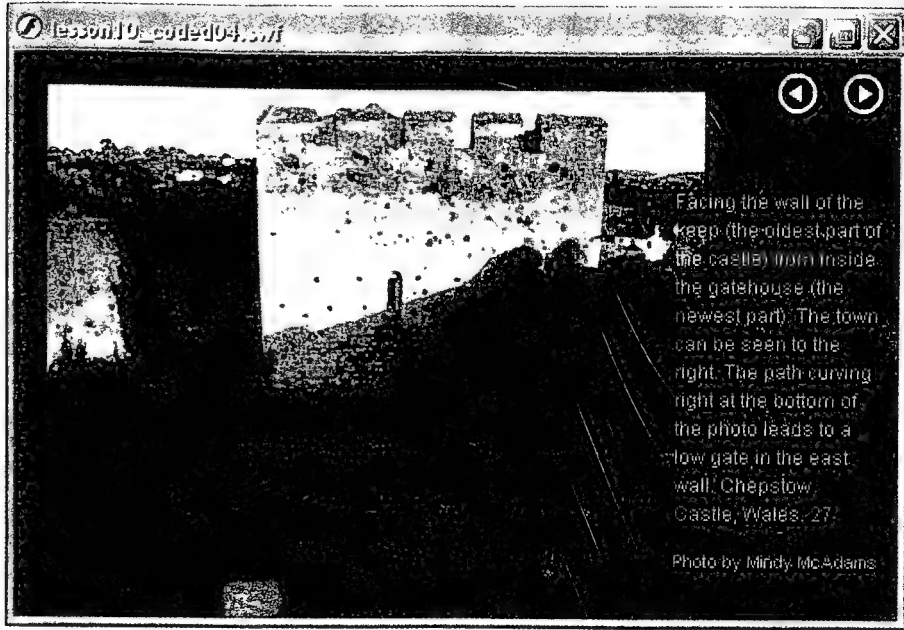 lesson10_coded04.swf
Facing the wall of the
keep (the oldest part of
the castle) from inside
the gatehouse (the
newest part). The town
can be seen to the
right. The path curving
right at the bottom of
the photo leads to a
low gate in the east
wall. Chepstow
Castle, Wales. 27
Photo by Mindy McAdams